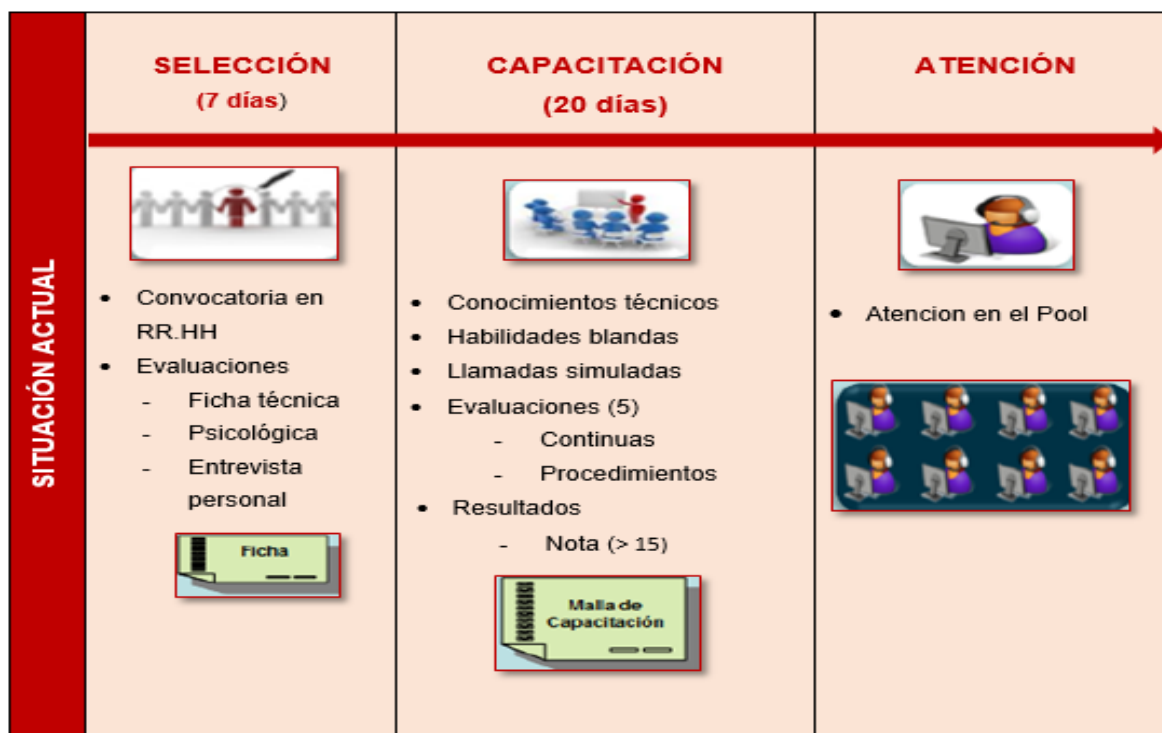 SITUACIÓN ACTUAL
SELECCIÓN
(7 días)
• Convocatoria en
RR.HH
• Evaluaciones
- Ficha técnica
- Psicológica
- Entrevista
personal
Ficha
CAPACITACIÓN
(20 días)
• Conocimientos técnicos
• Habilidades blandas
• Llamadas simuladas
• Evaluaciones (5)
- Continuas
- Procedimientos
• Resultados
- Nota (> 15)
Malla de
Capacitación
ATENCIÓN
• Atencion en el Pool